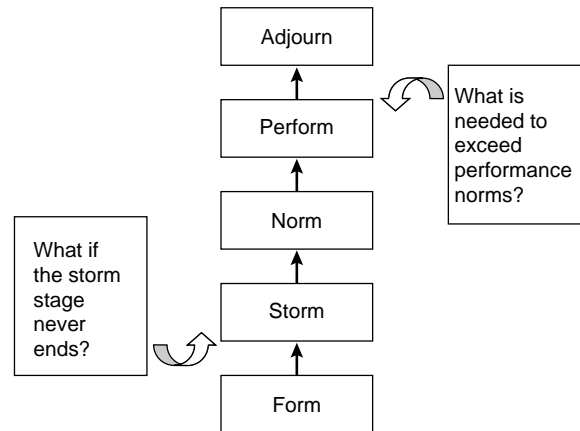 Adjourn
What is
needed to
exceed
performance
norms?
Perform
Norm
What if
the storm
stage
never
ends?
Storm
Form